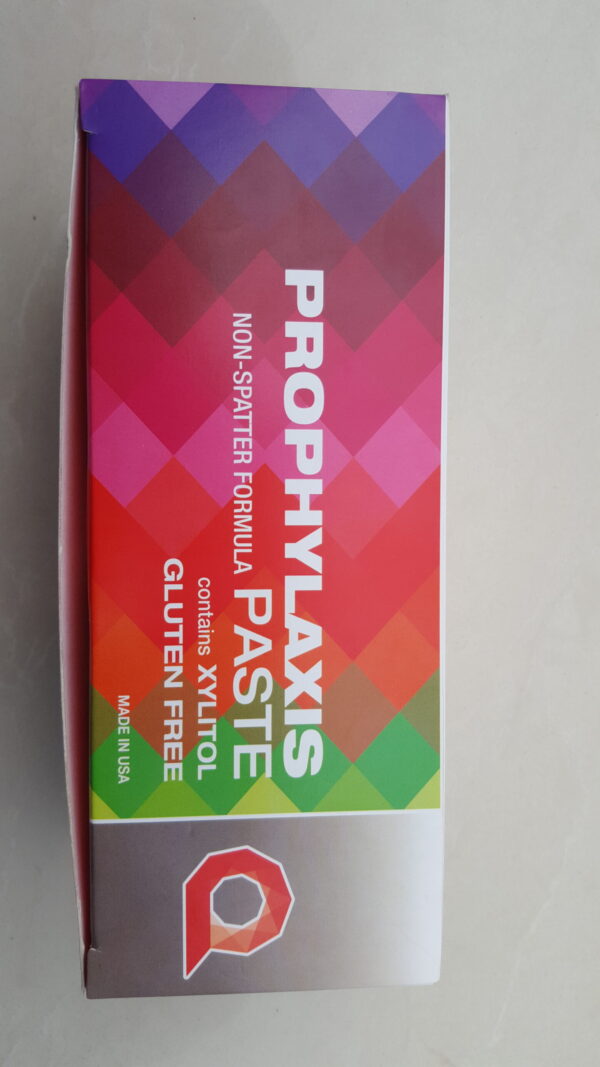 PROPHYLAXIS
NON-SPATTER FORMULA PASTE
contains XYLITOL
GLUTEN FREE
MADE IN USA